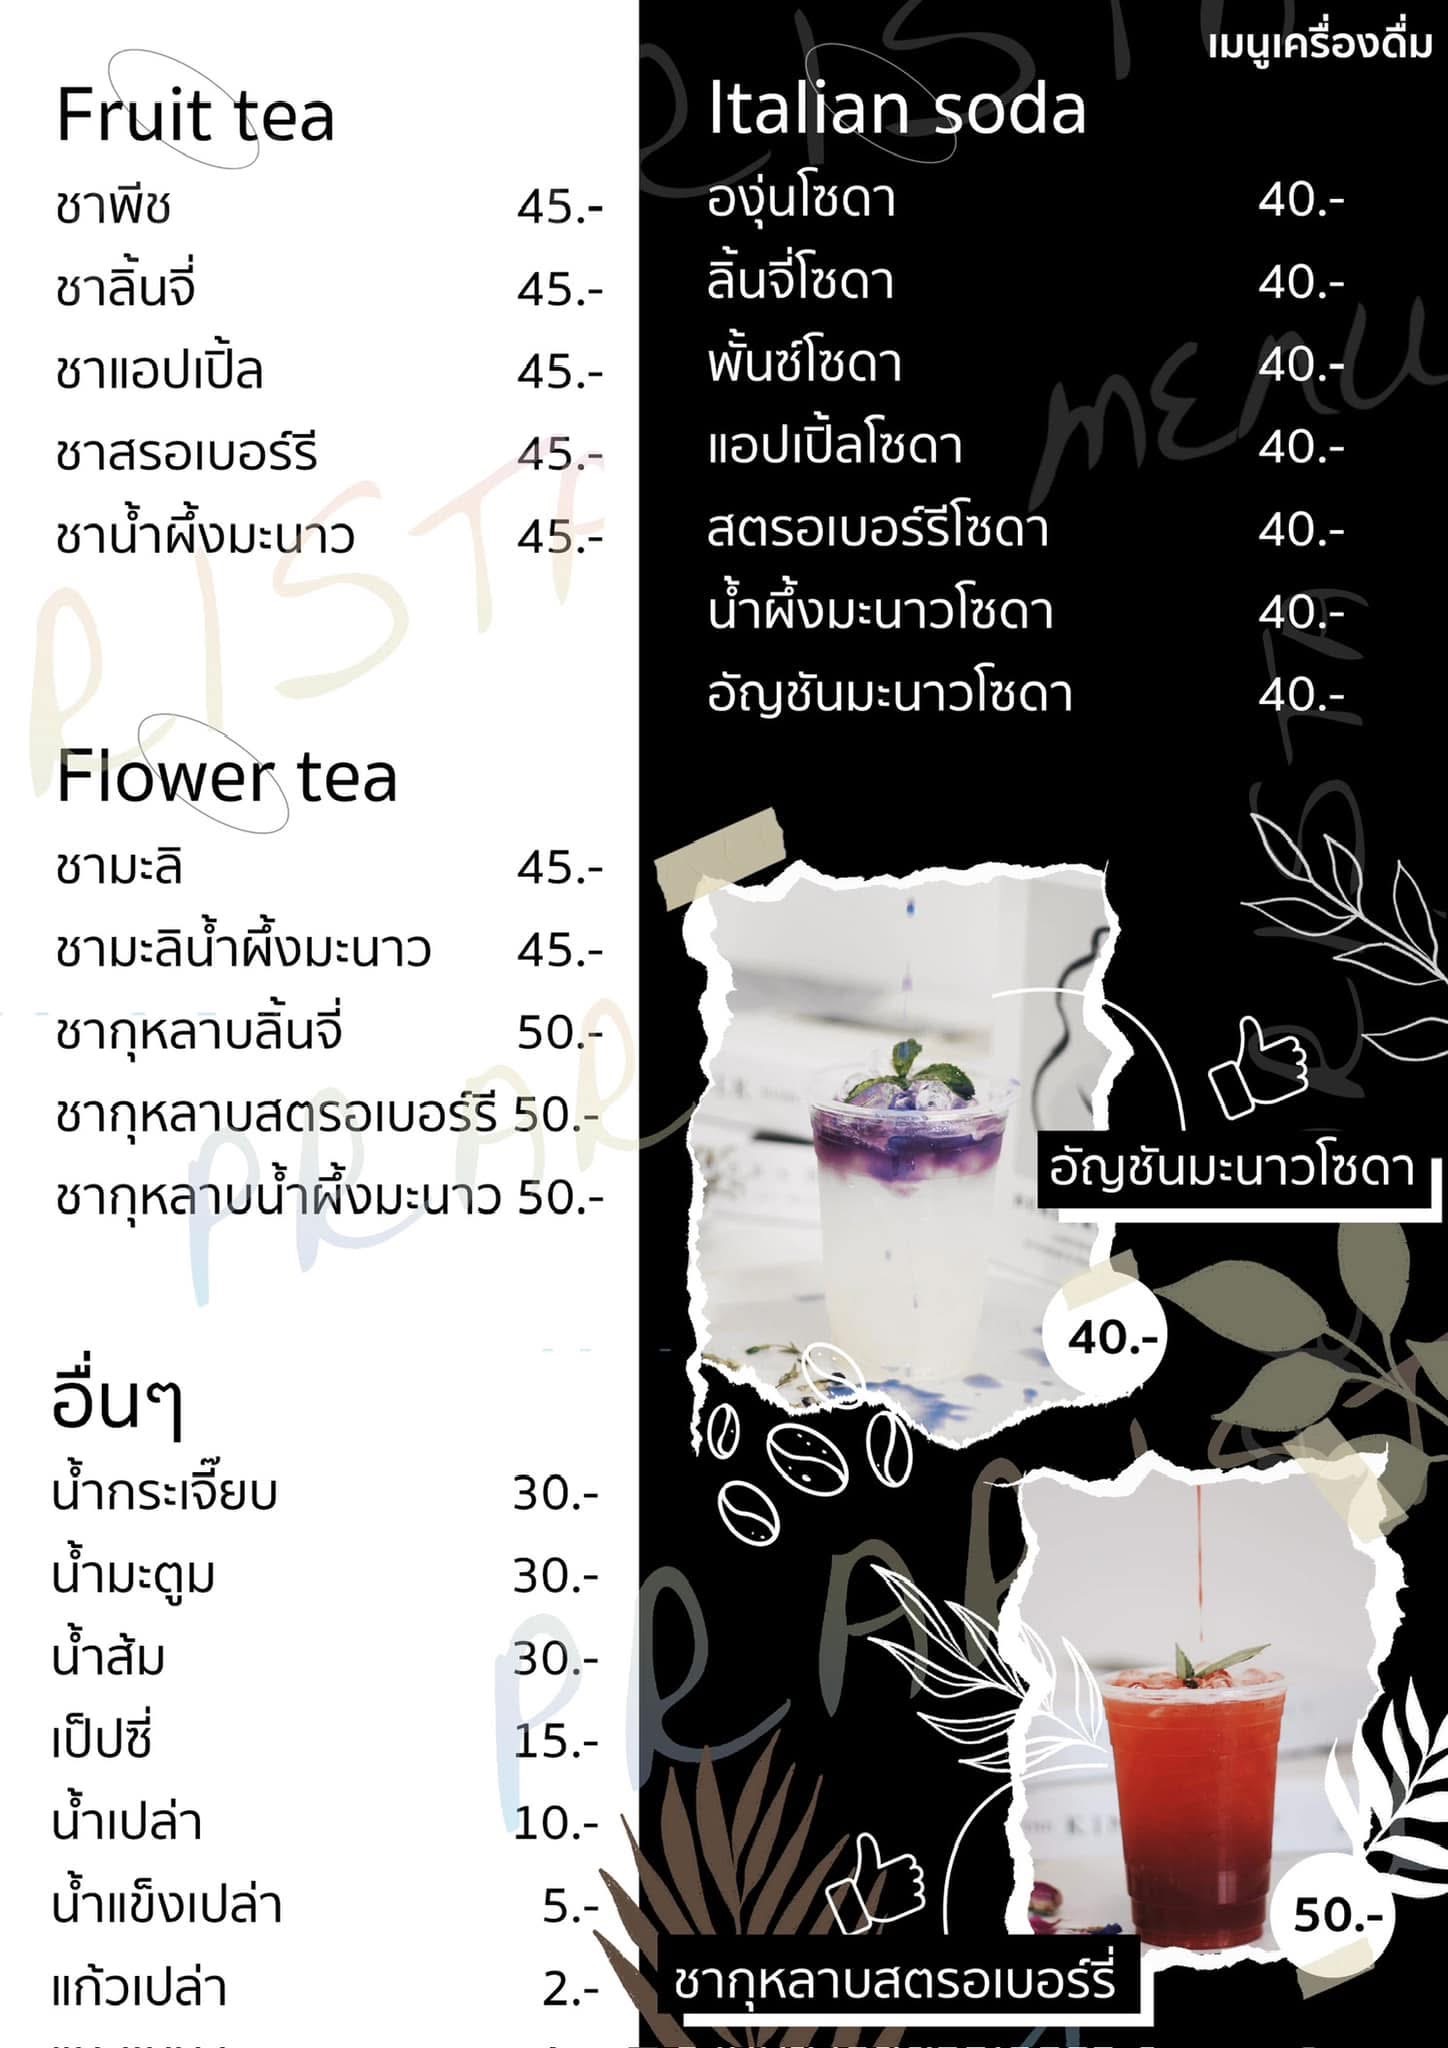 เมนูเครื่องดื่ม
Fruit tea
ชาพีช 45.-
ชาลิ้นจี่ 45.-
ชาแอปเปิ้ล 45.-
ชาสรอเบอร์รี 45.-
ชาน้ำผึ้งมะนาว 45.-
Flower tea
ชามะลิ 45.-
ชามะลิน้ำผึ้งมะนาว 45.-
ชากุหลาบลิ้นจี่ 50.-
ชากุหลาบสตรอเบอร์รี 50.-
ชากุหลาบน้ำผึ้งมะนาว 50.-
อื่นๆ
น้ำกระเจี๊ยบ 30.-
น้ำมะตูม 30.-
น้ำส้ม 30.-
เป็ปซี่ 15.-
น้ำเปล่า 10.-
น้ำแข็งเปล่า 5.-
แก้วเปล่า 2.-
Italian soda
องุ่นโซดา 40.-
ลิ้นจี่โซดา 40.-
พั้นซ์โซดา 40.-
แอปเปิ้ลโซดา 40.-
สตรอเบอร์รีโซดา 40.-
น้ำผึ้งมะนาวโซดา 40.-
อัญชันมะนาวโซดา 40.-
MENU
RISTA
อัญชันมะนาวโซดา
40.-
PR AR
50.-
ชากุหลาบสตรอเบอร์รี่